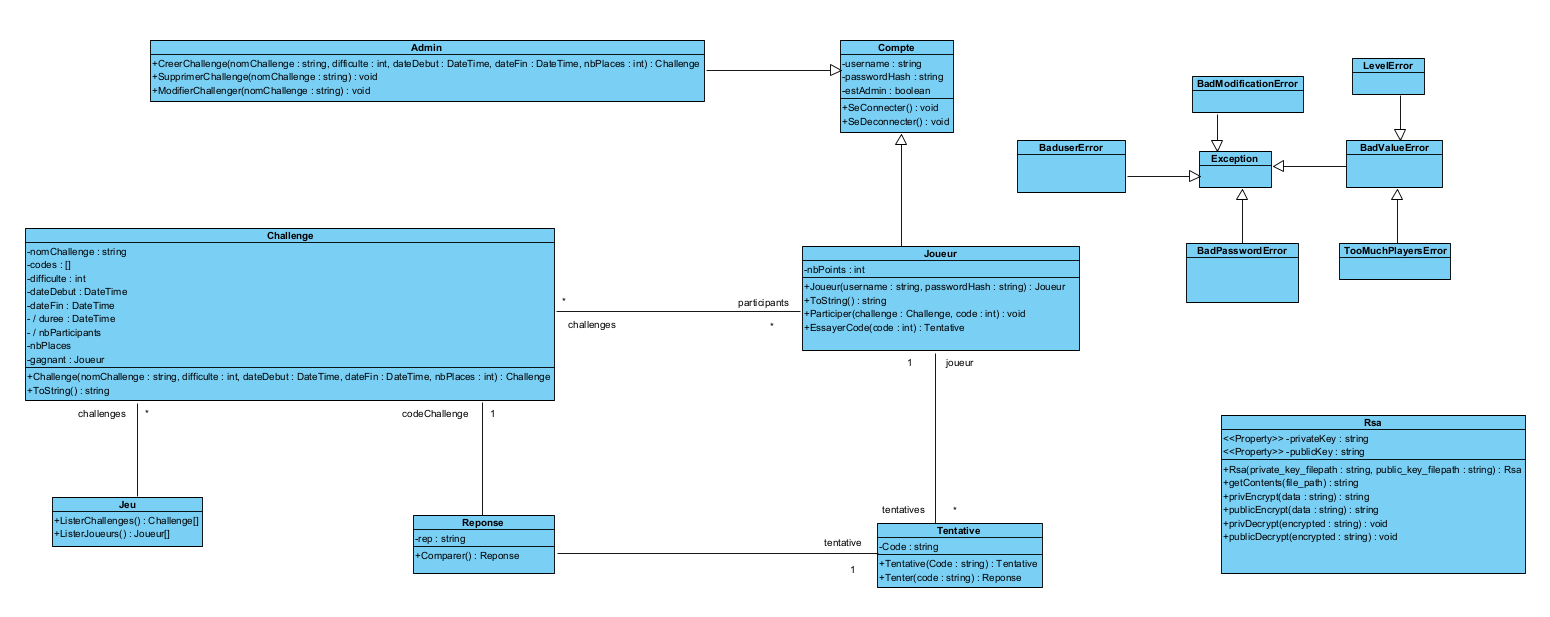 Admin
+CreerChallenge(nomChallenge : string, difficulte : int, dateDebut : DateTime, dateFin : DateTime, nbPlaces : int) : Challenge
+SupprimerChallenge(nomChallenge : string) : void
+ModifierChallenger(nomChallenge : string) : void
Compte
-username : string
-passwordHash : string
-estAdmin : boolean
+SeConnecter() : void
+SeDeconnecter() : void
LevelError
BadModificationError
BaduserError
Exception
BadValueError
BadPasswordError
TooMuchPlayersError
Challenge
-nomChallenge : string
-codes : []
-difficulte : int
-dateDebut : DateTime
-dateFin : DateTime
- / duree : DateTime
- / nbParticipants
-nbPlaces
-gagnant : Joueur
+Challenge(nomChallenge : string, difficulte : int, dateDebut : DateTime, dateFin : DateTime, nbPlaces : int) : Challenge
+ToString() : string
*
participants
challenges
*
Joueur
-nbPoints : int
+Joueur(username : string, passwordHash : string) : Joueur
+ToString() : string
+Participer(challenge : Challenge, code : int) : void
+EssayerCode(code : int) : Tentative
1
joueur
challenges
*
codeChallenge
1
Jeu
+ListerChallenges() : Challenge[]
+ListerJoueurs() : Joueur[]
Reponse
-rep : string
+Comparer() : Reponse
tentative
1
tentatives
*
Tentative
-Code : string
+Tentative(Code : string) : Tentative
+Tenter(code : string) : Reponse
Rsa
<<Property>> -privateKey : string
<<Property>> -publicKey : string
+Rsa(private_key_filepath : string, public_key_filepath : string) : Rsa
+getContents(file_path) : string
+privEncrypt(data : string) : string
+publicEncrypt(data : string) : string
+privDecrypt(encrypted : string) : void
+publicDecrypt(encrypted : string) : void